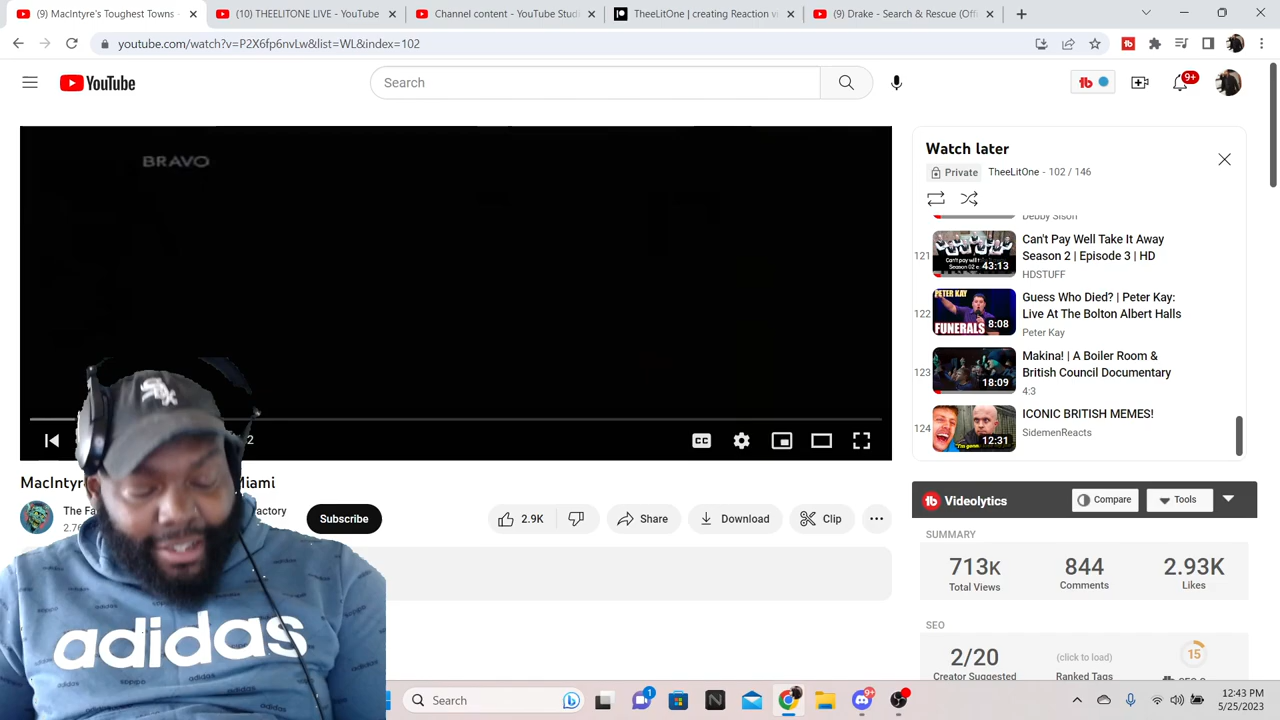 (9) MacIntyre's Toughest Towns -
(10) THEELITONE LIVE - YouTube
Channel content - YouTube Studi
TheeLitOne | creating Reaction vi
(9) Drake - Search & Rescue (Offi
youtube.com/watch?v=P2X6fp6nvLw&list=WL&index=102
YouTube
Search
9+
BRAVO
Watch later
Private
TheeLitOne - 102 / 146
Debby Sison
121
Can't Pay Well Take It Away
Season 2 | Episode 3 | HD
HDSTUFF
43:13
122
Guess Who Died? | Peter Kay:
Live At The Bolton Albert Halls
Peter Kay
PETER KAY
FUNERALS
8:08
123
Makina! | A Boiler Room &
British Council Documentary
4:3
18:09
124
ICONIC BRITISH MEMES!
SidemenReacts
12:31
2
CC
MacIntyre
Miami
The Fa
actory
2.76
Subscribe
2.9K
Share
Download
Clip
Videolytics
Compare
Tools
SUMMARY
713K
844
2.93K
Total Views
Comments
Likes
SEO
2/20
(click to load)
15
Creator Suggested
Ranked Tags
adidas
Search
1
12:43 PM
5/25/2023